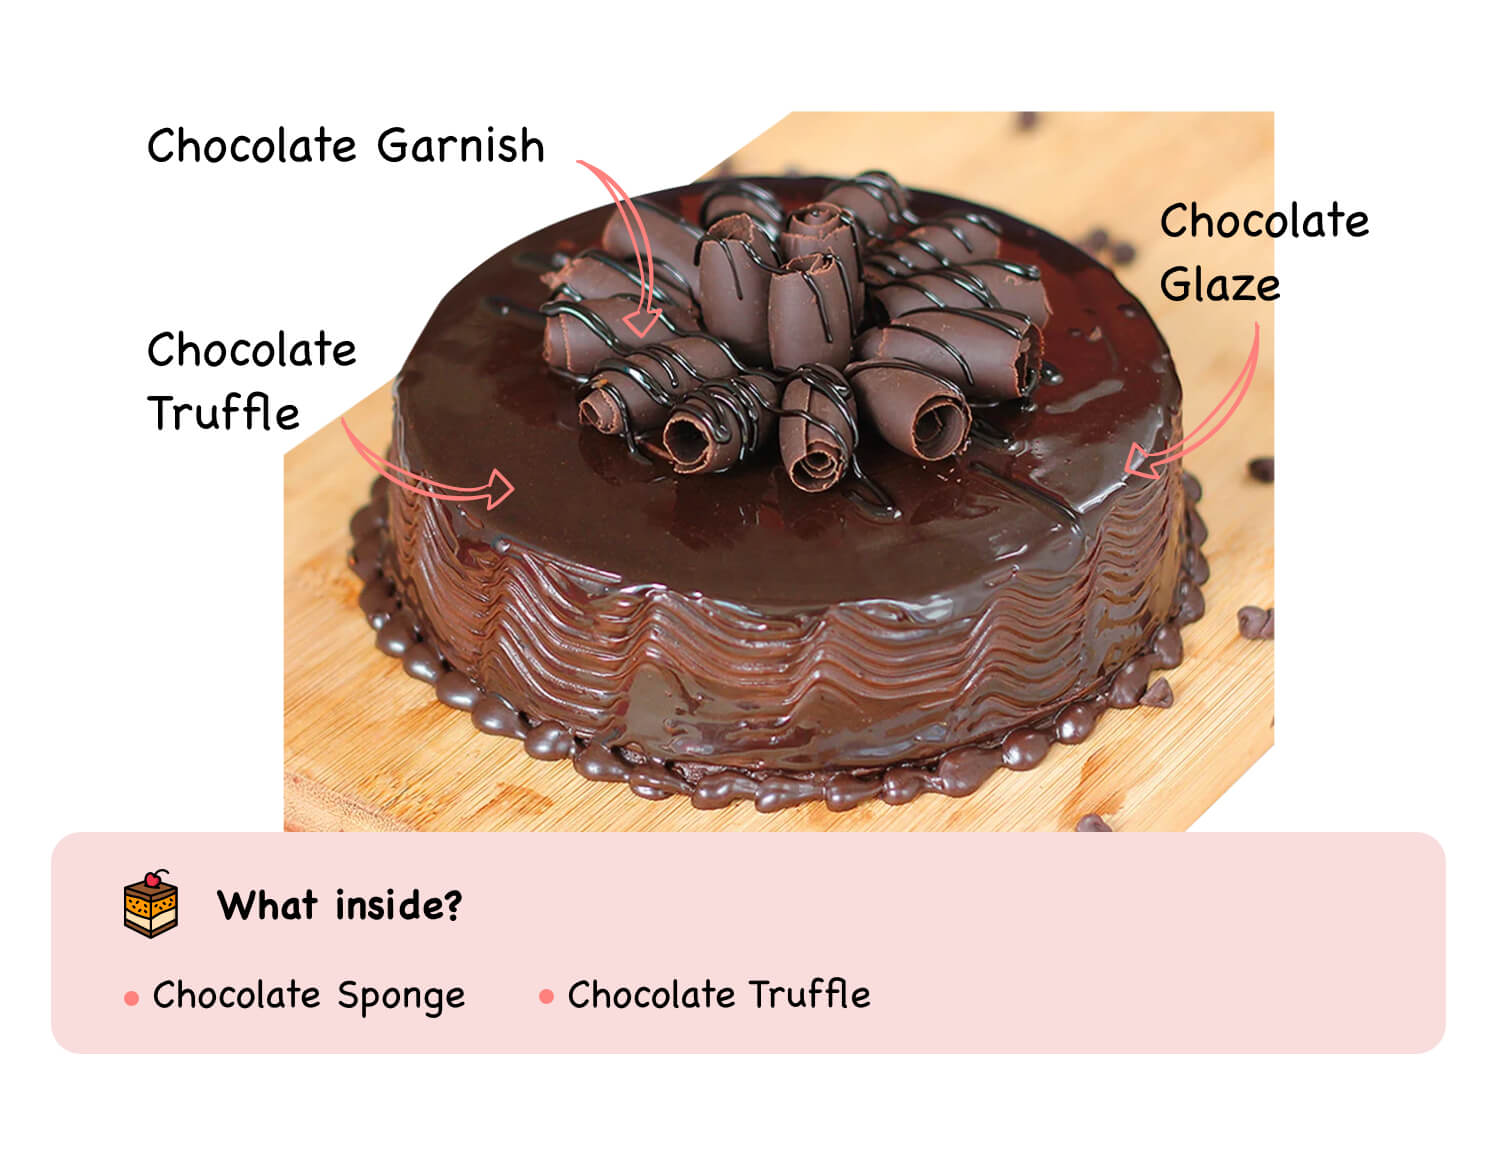 Chocolate Garnish
Chocolate
Glaze
Chocolate
Truffle
What inside?
Chocolate Sponge
Chocolate Truffle